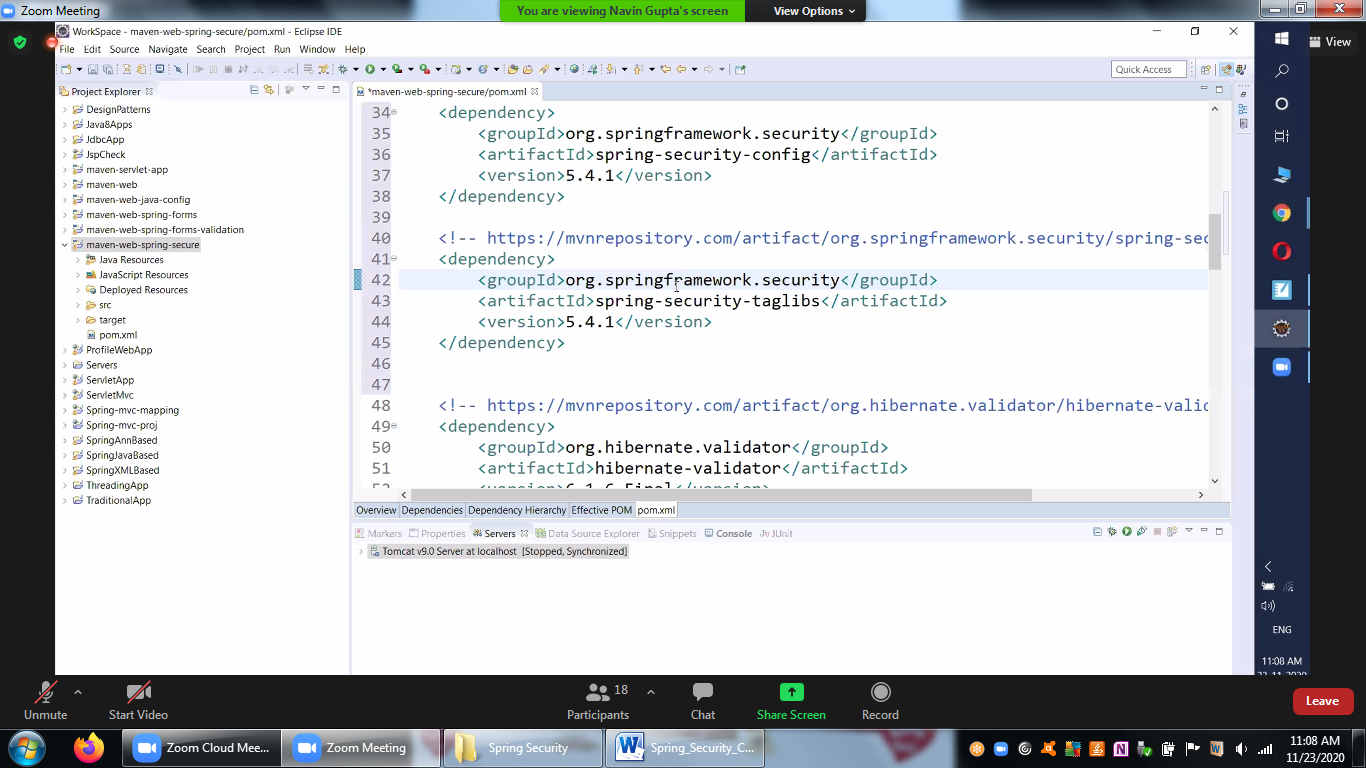 Zoom Meeting
You are viewing Navin Gupta's screen
View Options
WorkSpace - maven-web-spring-secure/pom.xml - Eclipse IDE
View
File Edit Source Navigate Search Project Run Window Help
Quick Access
Project Explorer
*maven-web-spring-secure/pom.xml
DesignPatterns
Java8Apps
JdbcApp
JspCheck
maven-servlet-app
maven-web
maven-web-java-config
maven-web-spring-forms
maven-web-spring-forms-validation
maven-web-spring-secure
Java Resources
JavaScript Resources
Deployed Resources
src
target
pom.xml
ProfileWebApp
Servers
ServletApp
ServletMvc
Spring-mvc-mapping
Spring-mvc-proj
SpringAnnBased
SpringJavaBased
SpringXMLBased
ThreadingApp
TraditionalApp
34 <dependency>
35 <groupId>org.springframework.security</groupId>
36 <artifactId>spring-security-config</artifactId>
37 <version>5.4.1</version>
38 </dependency>
39
40 <!-- https://mvnrepository.com/artifact/org.springframework.security/spring-sec
41 <dependency>
42 <groupId>org.springframework.security</groupId>
43 <artifactId>spring-security-taglibs</artifactId>
44 <version>5.4.1</version>
45 </dependency>
46
47
48 <!-- https://mvnrepository.com/artifact/org.hibernate.validator/hibernate-valid
49 <dependency>
50 <groupId>org.hibernate.validator</groupId>
51 <artifactId>hibernate-validator</artifactId>
52 <version>6.1.6.Final</version>
Overview Dependencies Dependency Hierarchy Effective POM pom.xml
Markers Properties Servers Data Source Explorer Snippets Console JUnit
Tomcat v9.0 Server at localhost [Stopped, Synchronized]
ENG
11:08 AM
23-11-2020
Unmute
Start Video
18
Participants
Chat
Share Screen
Record
Leave
Zoom Cloud Mee...
Zoom Meeting
Spring Security
Spring_Security_C...
11:08 AM
11/23/2020